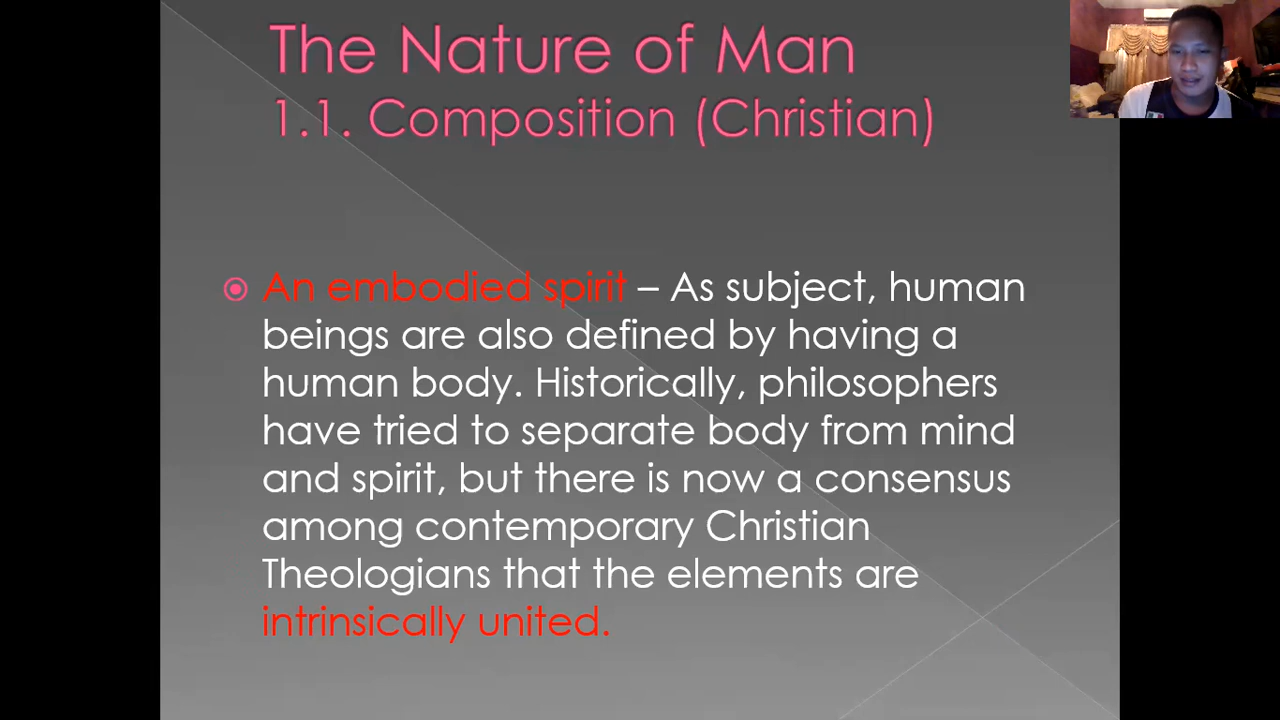 The Nature of Man
1.1. Composition (Christian)
An embodied spirit – As subject, human
beings are also defined by having a
human body. Historically, philosophers
have tried to separate body from mind
and spirit, but there is now a consensus
among contemporary Christian
Theologians that the elements are
intrinsically united.